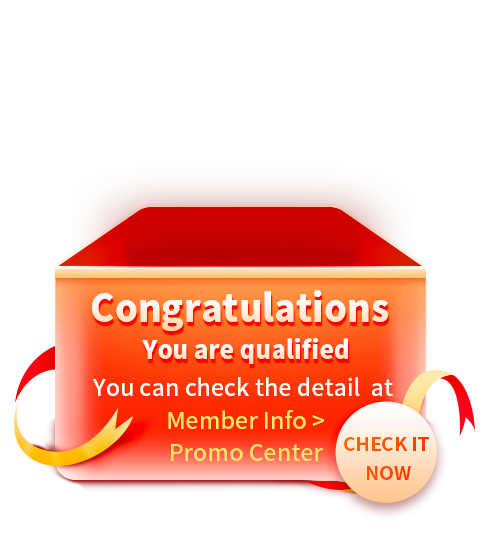 Congratulations
You are qualified
You can check the detail at
Member Info >
Promo Center
CHECK IT
NOW